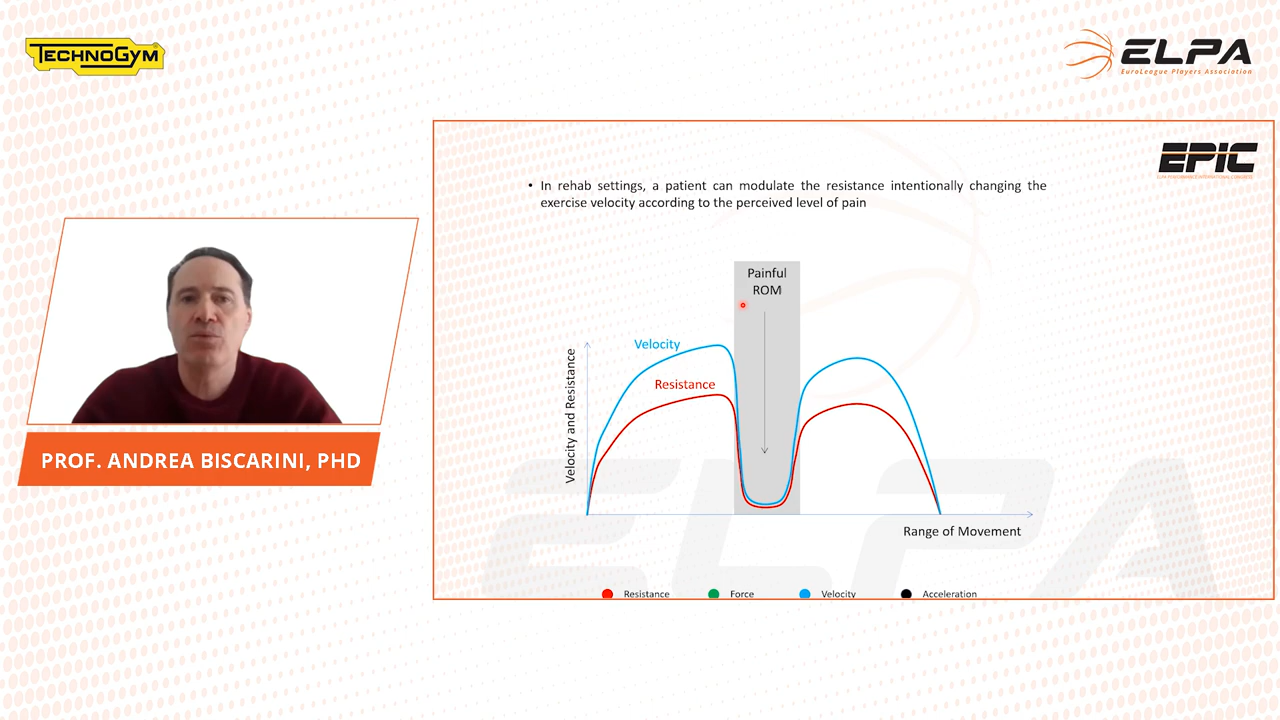 TECHNOGYM
ELPA
EuroLeague Players Association
EPIC
• In rehab settings, a patient can modulate the resistance intentionally changing the
exercise velocity according to the perceived level of pain
Painful
ROM
Velocity
Resistance
Velocity and Resistance
Range of Movement
Resistance Force Velocity Acceleration
PROF. ANDREA BISCARINI, PHD
ELPA